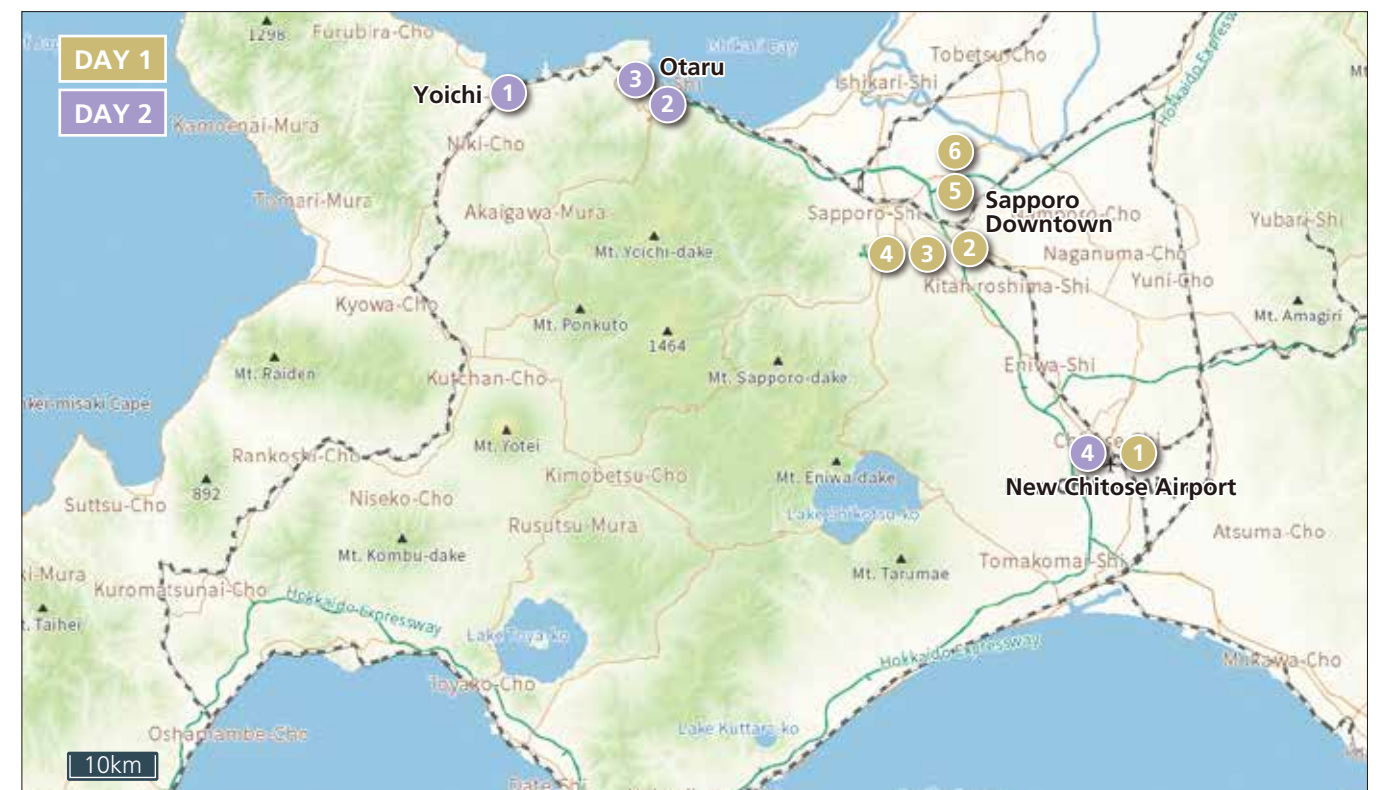 1298
Furubira-Cho
Ishikari Bay
Tobetsu-Cho
DAY 1
DAY 2
Otaru
3
Yoichi
1
2
Ishikari-Shi
Hokkaido Expressw
Kamoenai-Mura
Niki-Cho
6
5
Tomari-Mura
Akaigawa-Mura
Sapporo-Shi
Sapporo
Downtown
Yubari-Shi
Mt. Yoichi-dake
4
3
2
Naganuma-Cho
Kitahiroshima-Shi
Yuni-Cho
Kyowa-Cho
Mt. Ponkuto
1464
Mt. Amagiri
Mt. Raiden
Kutchan-Cho
Mt. Sapporo-dake
Eniwa-Shi
Mt. Yotei
Rankoshi-Cho
4
1
New Chitose Airport
892
Suttsu-Cho
Niseko-Cho
Kimobetsu-Cho
Mt. Eniwa-dake
Lake Shikotsu-ko
Rusutsu-Mura
Mt. Kombu-dake
Atsuma-Cho
Mt. Tarumae
Tomakomai-Shi
Kuromatsunai-Cho
Hokkaido Expressway
t. Taihei
Lake Toya-ko
Hokkaido Expressway
Mukawa-Cho
Toyako-Cho
Oshamambe-Cho
Lake Kuttara-ko
10km
Date-Shi